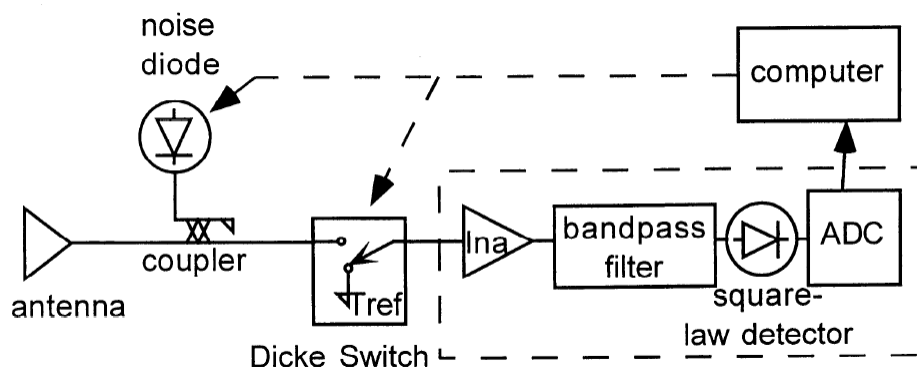 noise
diode
computer
lna
bandpass
filter
ADC
coupler
Tref
antenna
square-
law detector
Dicke Switch